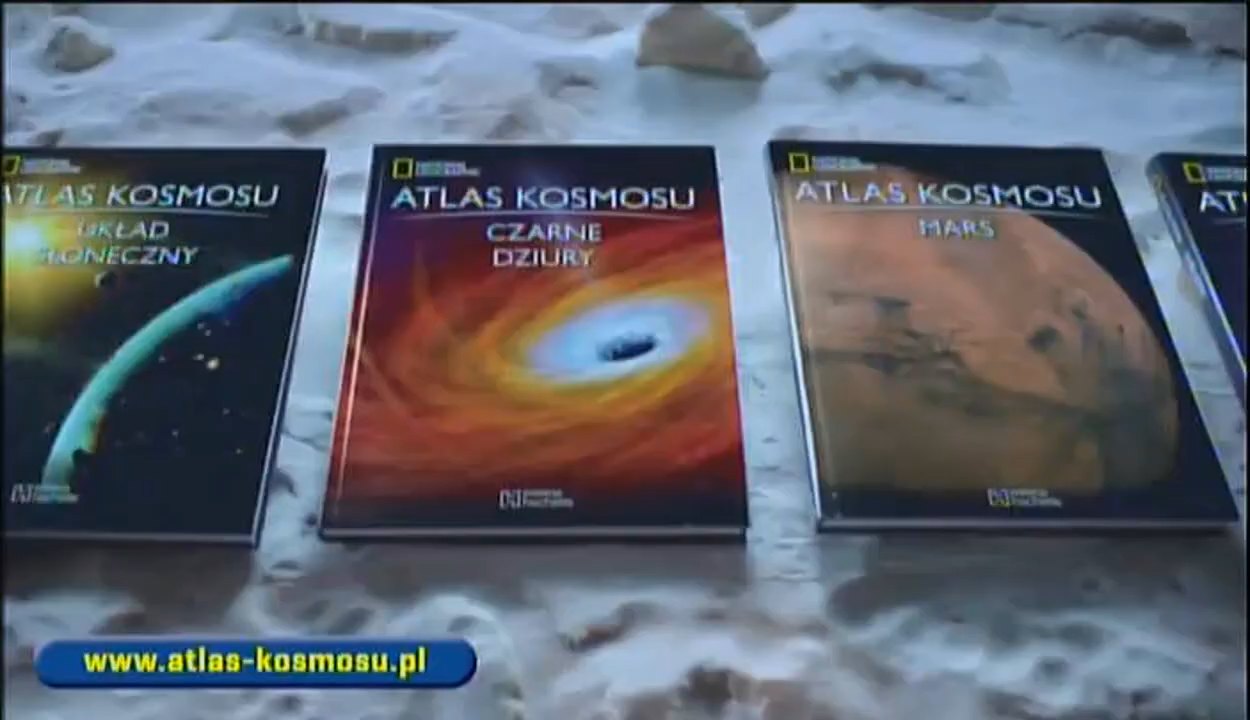 ATLAS KOSMOSU
UKŁAD
SŁONECZNY
ATLAS KOSMOSU
CZARNE
DZIURY
ATLAS KOSMOSU
MARS
www.atlas-kosmosu.pl